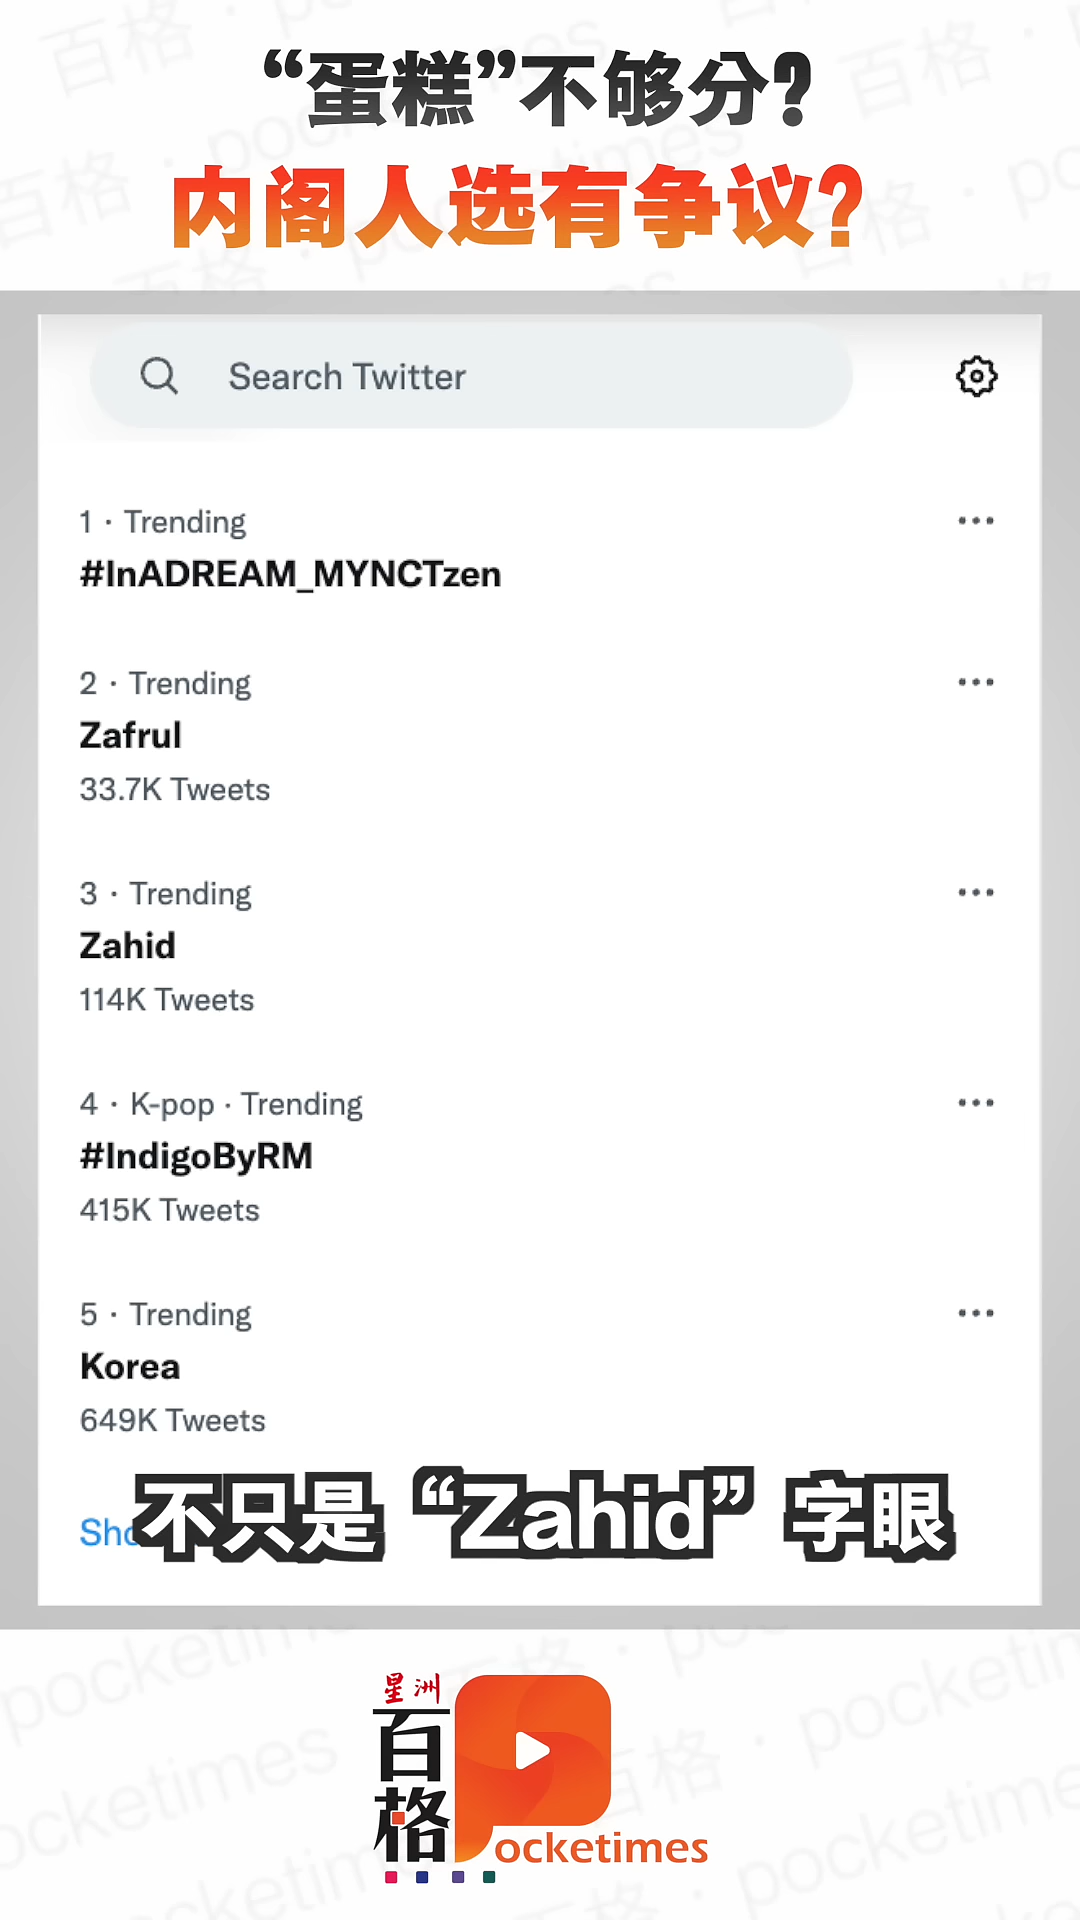 “蛋糕”不够分?
内阁人选有争议?
Search Twitter
1 · Trending
#InADREAM_MYNCTzen
2 · Trending
Zafrul
33.7K Tweets
3 · Trending
Zahid
114K Tweets
4 · K-pop · Trending
#IndigoByRM
415K Tweets
5 · Trending
Korea
649K Tweets
不只是 “Zahid” 字眼
星洲
百格
Pocketimes